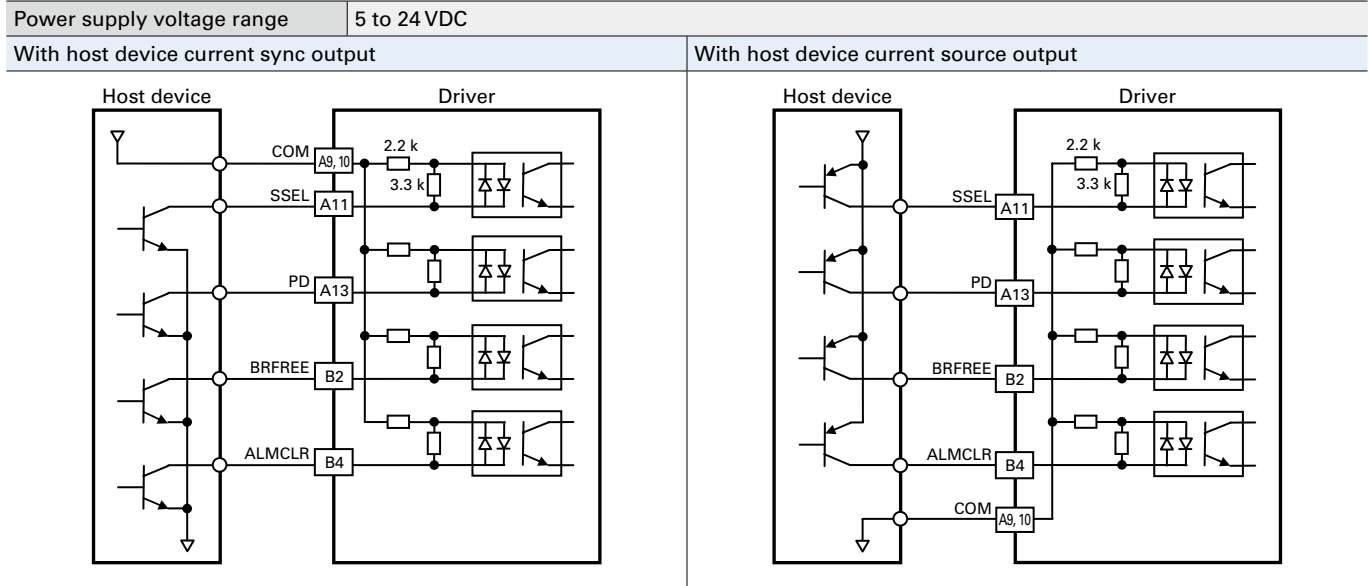 Power supply voltage range
5 to 24 VDC
With host device current sync output
With host device current source output
Host device
Driver
COM
A9, 10
2.2 k
3.3 k
SSEL
A11
PD
A13
BRFREE
B2
ALMCLR
B4
Host device
Driver
2.2 k
3.3 k
SSEL
A11
PD
A13
BRFREE
B2
ALMCLR
B4
COM
A9, 10